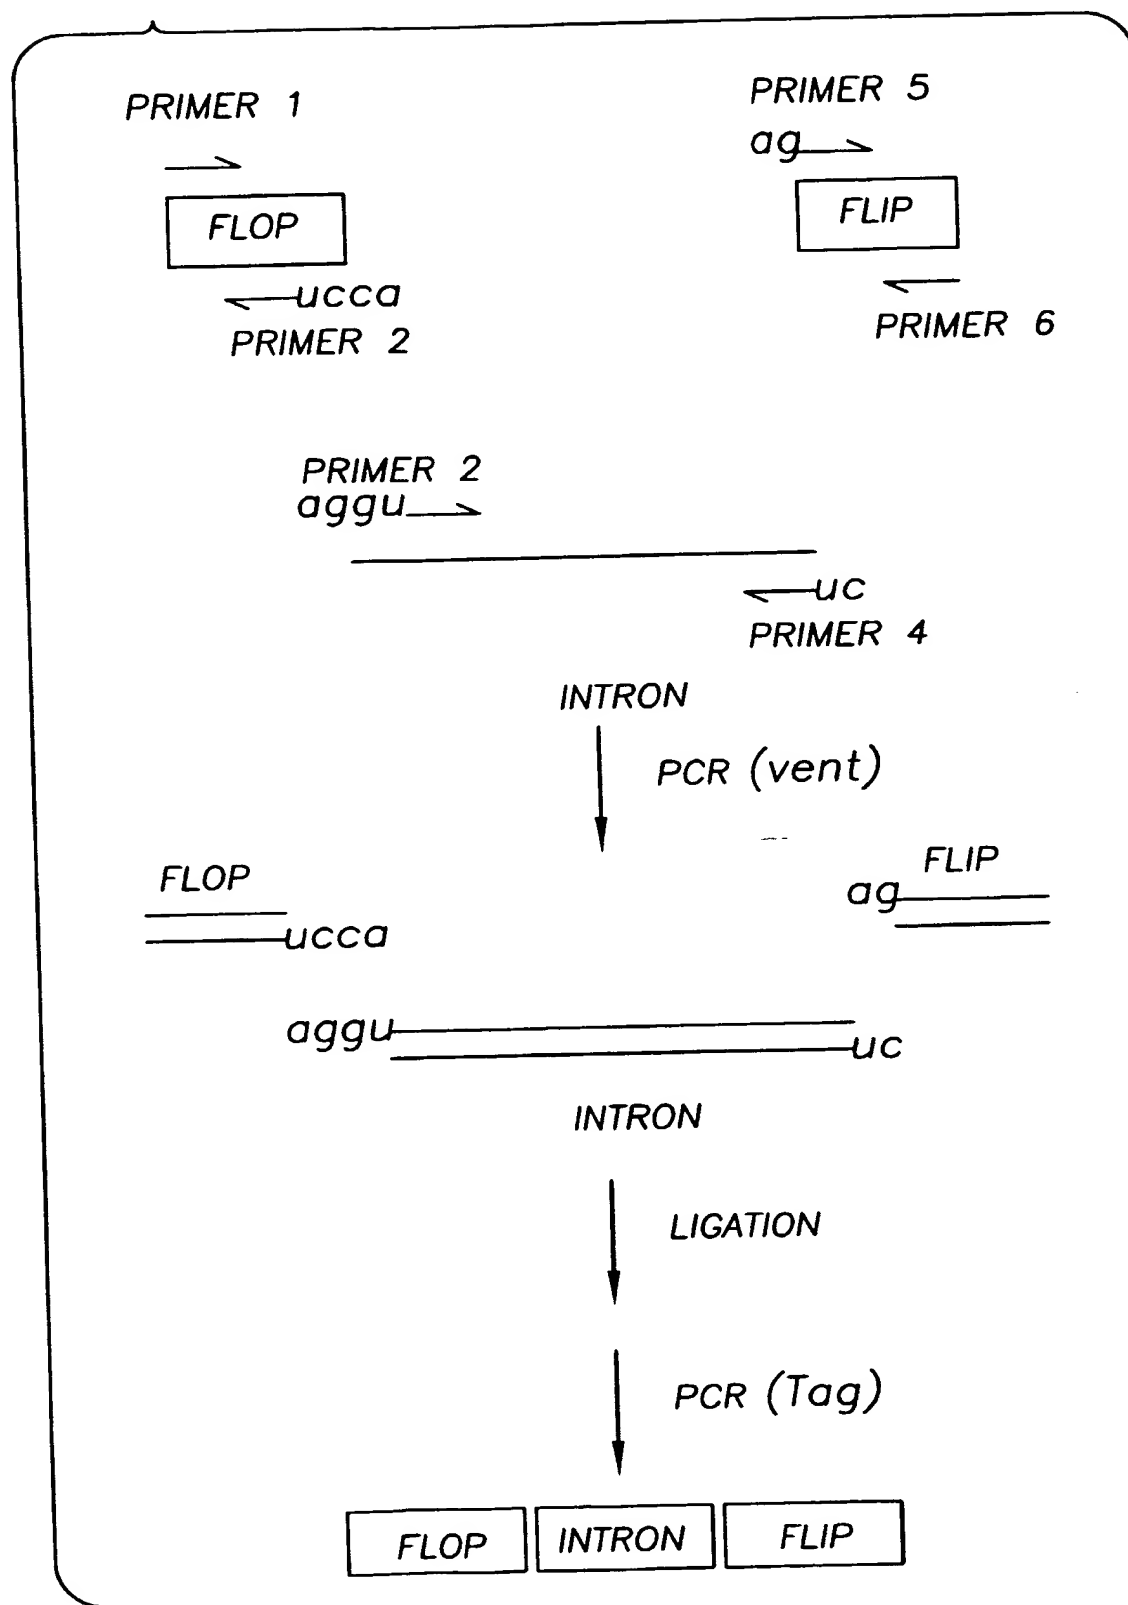 PRIMER 1
FLOP
ucca
PRIMER 2
PRIMER 5
ag
FLIP
PRIMER 6
PRIMER 2
aggu
uc
PRIMER 4
INTRON
PCR (vent)
FLOP
ucca
FLIP
ag
aggu
uc
INTRON
LIGATION
PCR (Tag)
FLOP INTRON FLIP